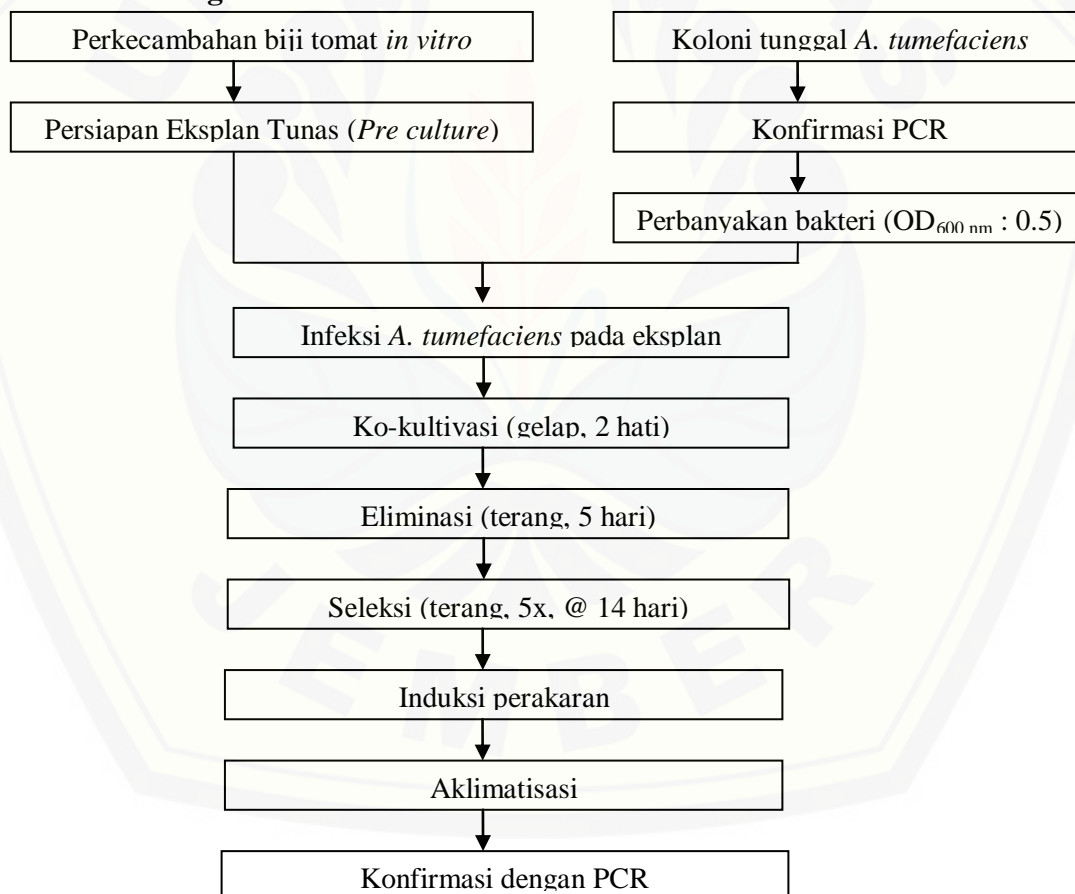 Perkecambahan biji tomat in vitro
Persiapan Eksplan Tunas (Pre culture)
Koloni tunggal A. tumefaciens
Konfirmasi PCR
Perbanyakan bakteri (OD600 nm : 0.5)
Infeksi A. tumefaciens pada eksplan
Ko-kultivasi (gelap, 2 hati)
Eliminasi (terang, 5 hari)
Seleksi (terang, 5x, @ 14 hari)
Induksi perakaran
Aklimatisasi
Konfirmasi dengan PCR
JEMBER